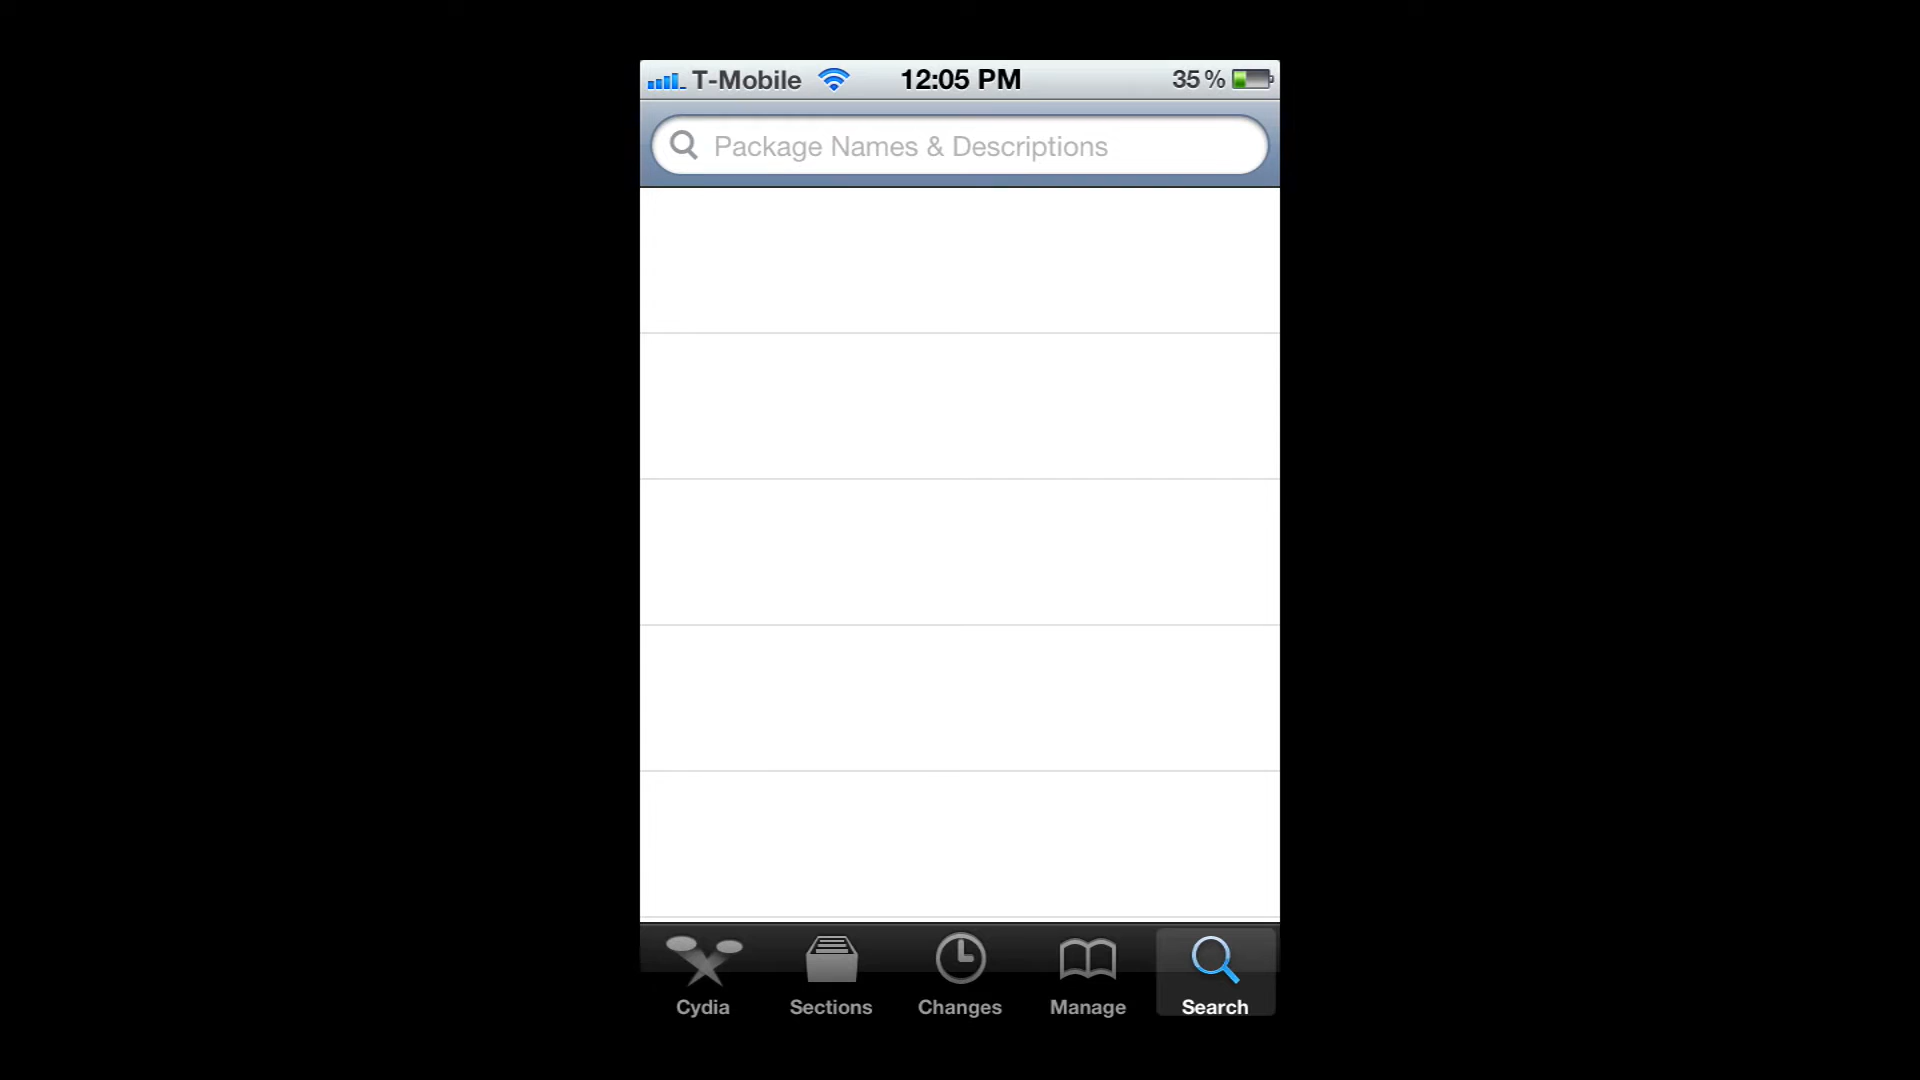 T-Mobile 12:05 PM 35 %
Package Names & Descriptions
Cydia Sections Changes Manage Search